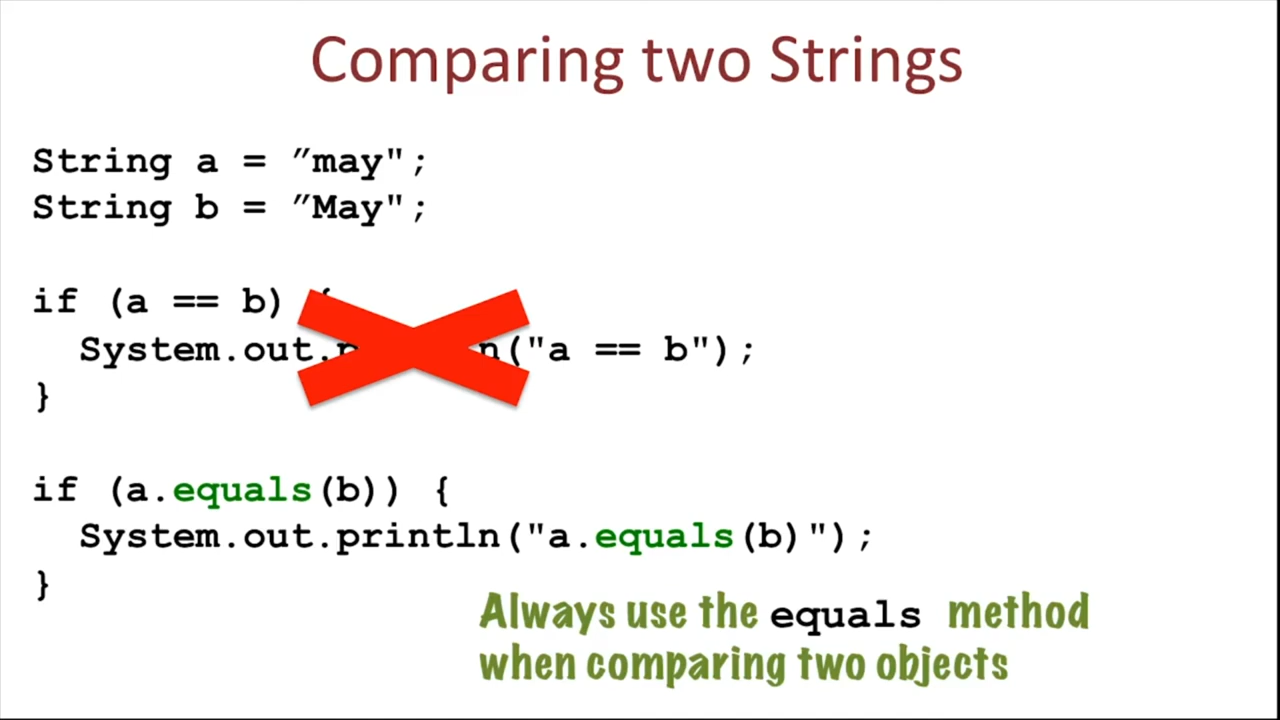 Comparing two Strings
String a = ″may";
String b = ″May";
if (a == b) {
System.out. n("a == b");
}
if (a.equals(b)) {
System.out.println("a.equals(b)");
}
Always use the equals method
when comparing two objects